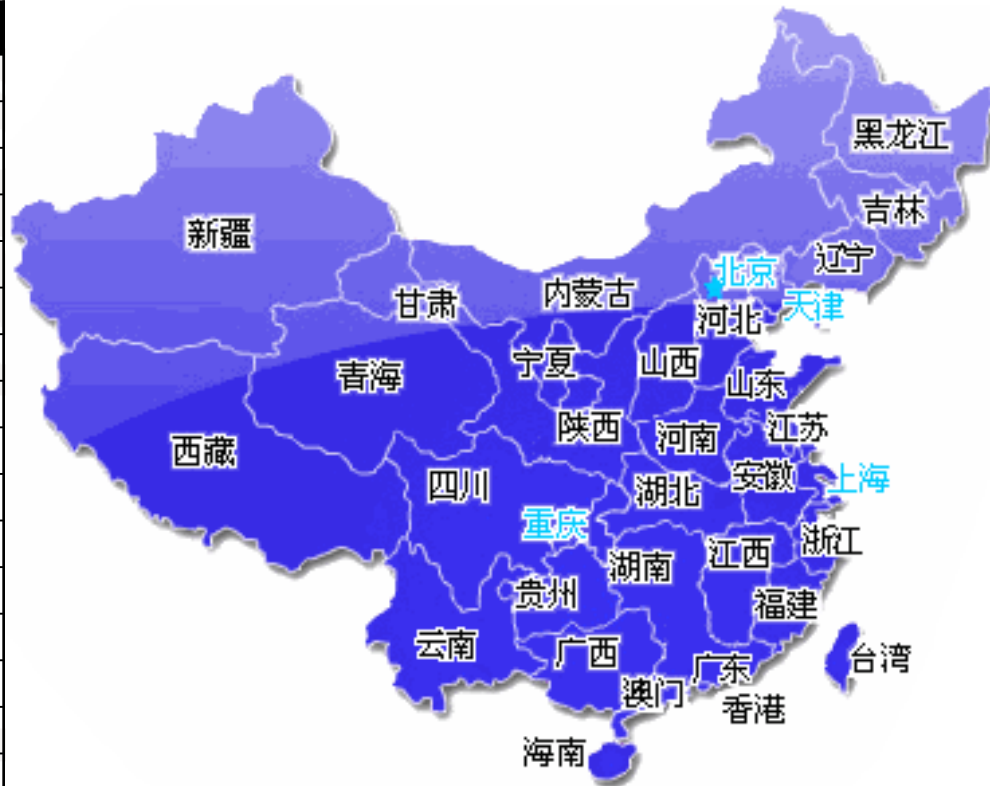 黑龙江
吉林
新疆
辽宁
北京
内蒙古
甘肃
天津
河北
宁夏
山西
青海
山东
陕西
江苏
河南
西藏
安徽
上海
四川
湖北
重庆
浙江
江西
湖南
贵州
福建
云南
广西
台湾
广东
澳门
香港
海南